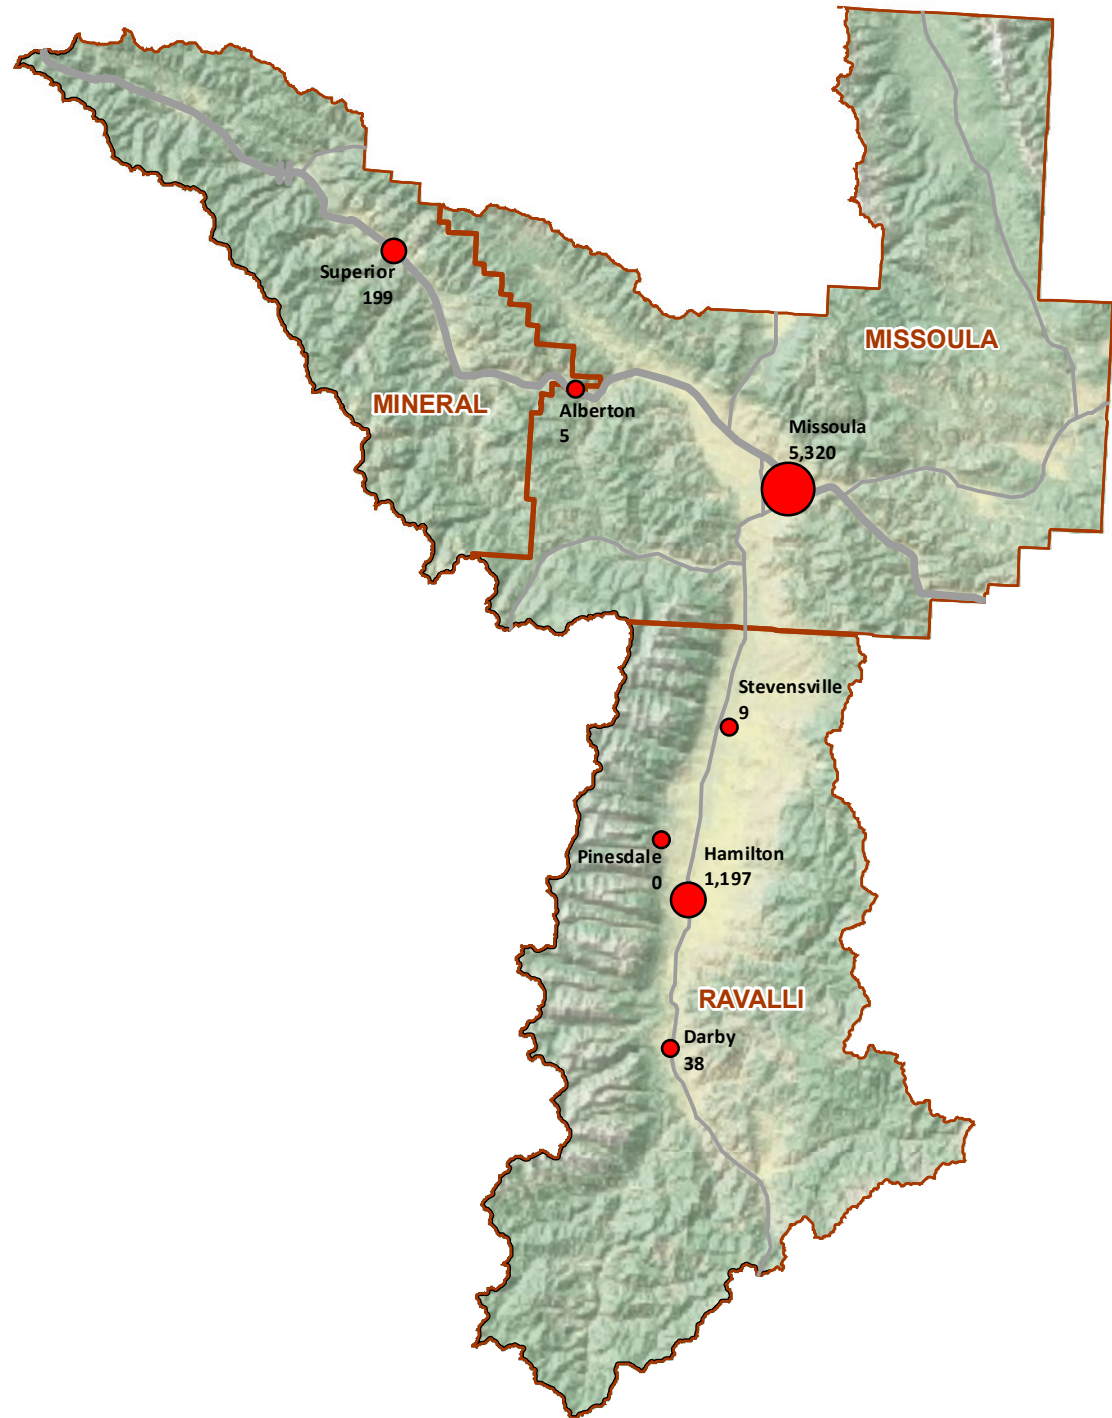 Superior
199
MISSOULA
MINERAL
Alberton
5
Missoula
5,320
Stevensville
9
Pinesdale
0
Hamilton
1,197
RAVALLI
Darby
38